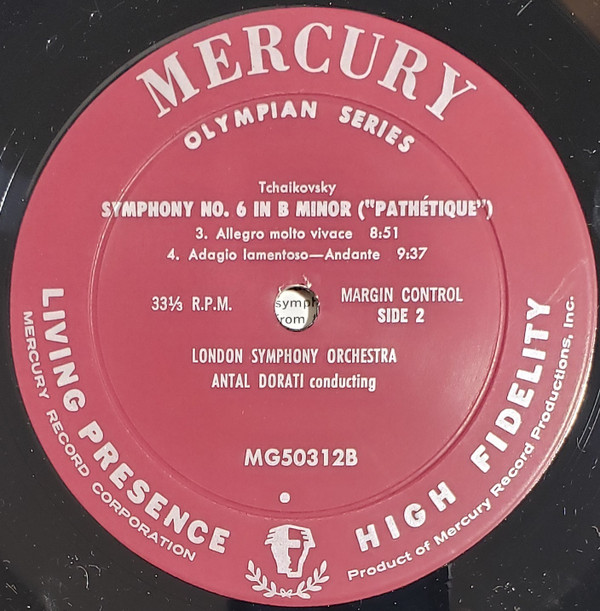 MERCURY
OLYMPIAN SERIES
Tchaikovsky
SYMPHONY NO. 6 IN B MINOR ("PATHÉTIQUE")
3. Allegro molto vivace 8:51
4. Adagio lamentoso—Andante 9:37
33⅓ R.P.M.
symph
from
MARGIN CONTROL
SIDE 2
LONDON SYMPHONY ORCHESTRA
ANTAL DORATI conducting
MG50312B
LIVING PRESENCE
HIGH FIDELITY
MERCURY RECORD CORPORATION
Product of Mercury Record Productions, Inc.